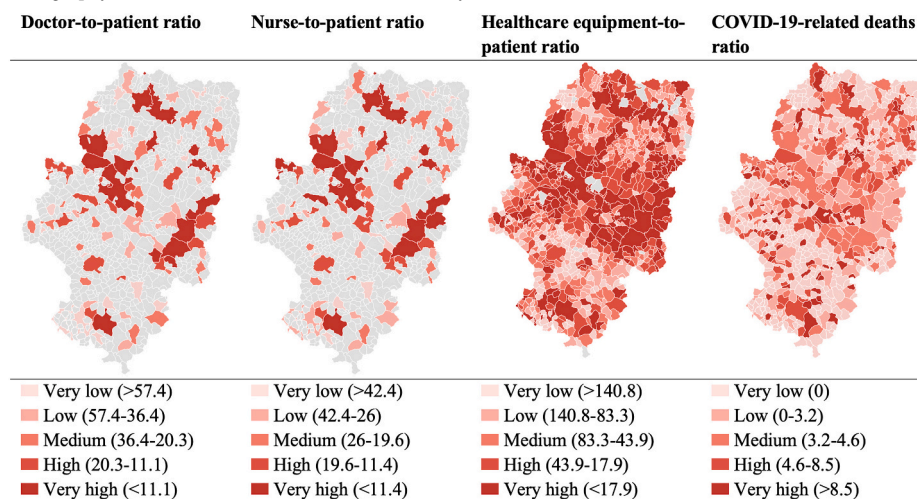 Doctor-to-patient ratio
Nurse-to-patient ratio
Healthcare equipment-to-
patient ratio
COVID-19-related deaths
ratio
Very low (>57.4)
Low (57.4-36.4)
Medium (36.4-20.3)
High (20.3-11.1)
Very high (<11.1)
Very low (>42.4)
Low (42.4-26)
Medium (26-19.6)
High (19.6-11.4)
Very high (<11.4)
Very low (>140.8)
Low (140.8-83.3)
Medium (83.3-43.9)
High (43.9-17.9)
Very high (<17.9)
Very low (0)
Low (0-3.2)
Medium (3.2-4.6)
High (4.6-8.5)
Very high (>8.5)